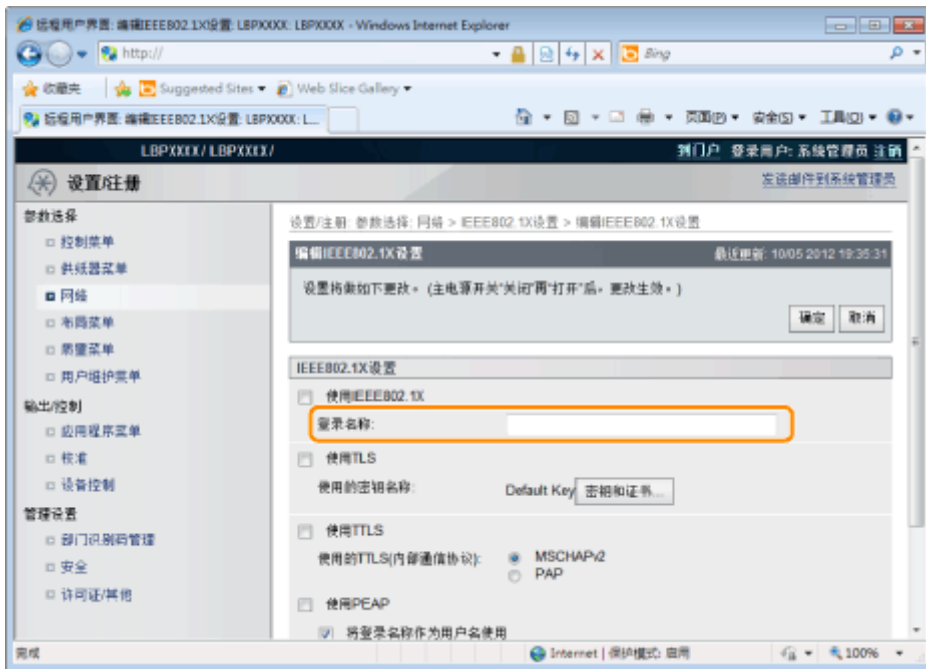 远程用户界面: 编辑IEEE802.1X设置: LBPXXXX: LBPXXXX - Windows Internet Explorer
http://
Bing
收藏夹 Suggested Sites Web Slice Gallery
远程用户界面: 编辑IEEE802.1X设置: LBPXXXX: L...
页面(P) 安全(S) 工具(O)
LBPXXXX / LBPXXXX /
到门户 登录用户: 系统管理员 注销
设置/注册
发送邮件到系统管理员
参数选择
控制菜单
供纸器菜单
网络
布局菜单
质量菜单
用户维护菜单
输出/控制
应用程序菜单
校准
设备控制
管理设置
部门识别码管理
安全
许可证/其他
设置/注册: 参数选择: 网络 > IEEE802.1X设置 > 编辑IEEE802.1X设置
编辑IEEE802.1X设置
最近更新: 10/05 2012 19:35:31
设置将做如下更改。(主电源开关"关闭"再"打开"后，更改生效。)
确定 取消
IEEE802.1X设置
使用IEEE802.1X
登录名称:
使用TLS
使用的密钥名称: Default Key 密钥和证书...
使用TTLS
使用的TTLS(内部通信协议): MSCHAPv2
PAP
使用PEAP
将登录名称作为用户名使用
完成
Internet | 保护模式: 启用
100%